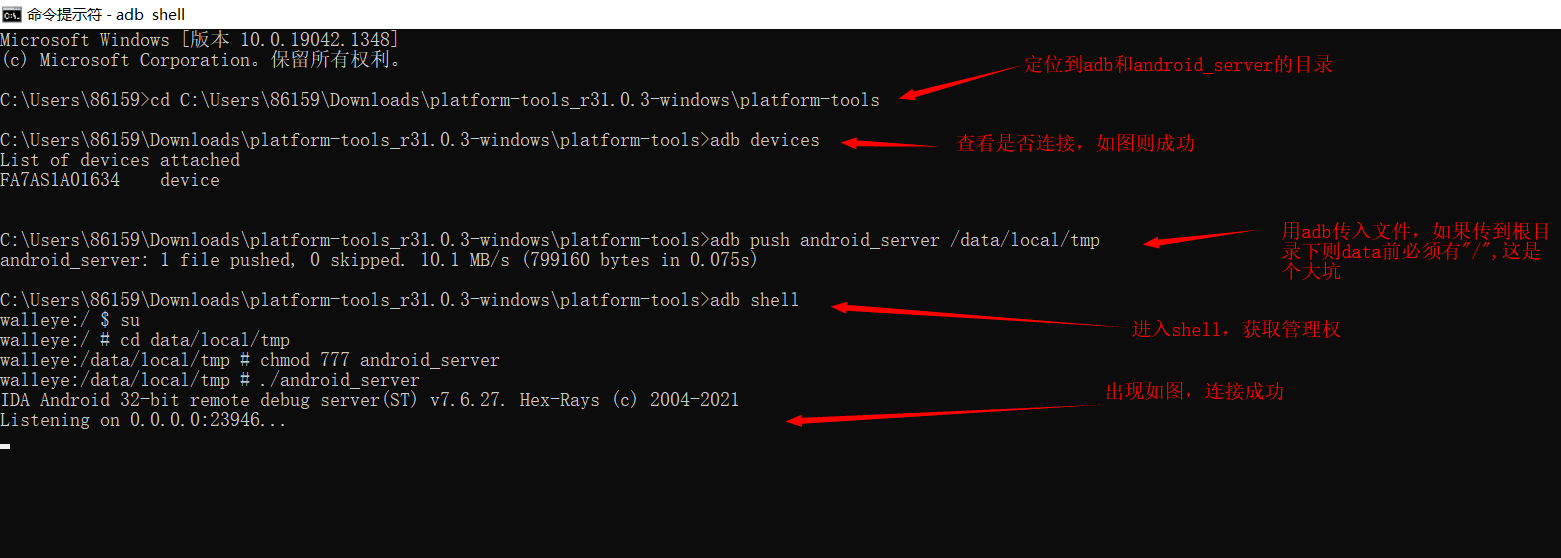 命令提示符 - adb  shell
Microsoft Windows [版本 10.0.19042.1348]
(c) Microsoft Corporation。保留所有权利。
定位到adb和android_server的目录
C:\Users\86159>cd C:\Users\86159\Downloads\platform-tools_r31.0.3-windows\platform-tools
C:\Users\86159\Downloads\platform-tools_r31.0.3-windows\platform-tools>adb devices
查看是否连接，如图则成功
List of devices attached
FA7AS1A01634    device
C:\Users\86159\Downloads\platform-tools_r31.0.3-windows\platform-tools>adb push android_server /data/local/tmp
android_server: 1 file pushed, 0 skipped. 10.1 MB/s (799160 bytes in 0.075s)
用adb传入文件，如果传到根目
录下则data前必须有"/",这是
个大坑
C:\Users\86159\Downloads\platform-tools_r31.0.3-windows\platform-tools>adb shell
walleye:/ $ su
进入shell，获取管理权
walleye:/ # cd data/local/tmp
walleye:/data/local/tmp # chmod 777 android_server
walleye:/data/local/tmp # ./android_server
出现如图，连接成功
IDA Android 32-bit remote debug server(ST) v7.6.27. Hex-Rays (c) 2004-2021
Listening on 0.0.0.0:23946...